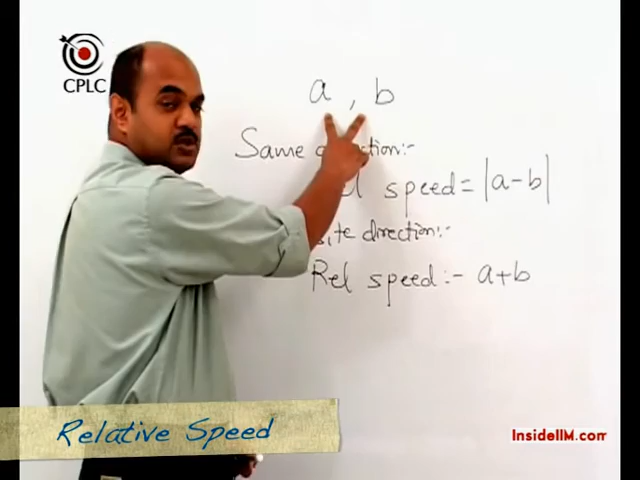 CPLC
a , b
Same
speed = |a-b|
direction:-
Rel speed :- a+b
Relative Speed
InsideIIM.com